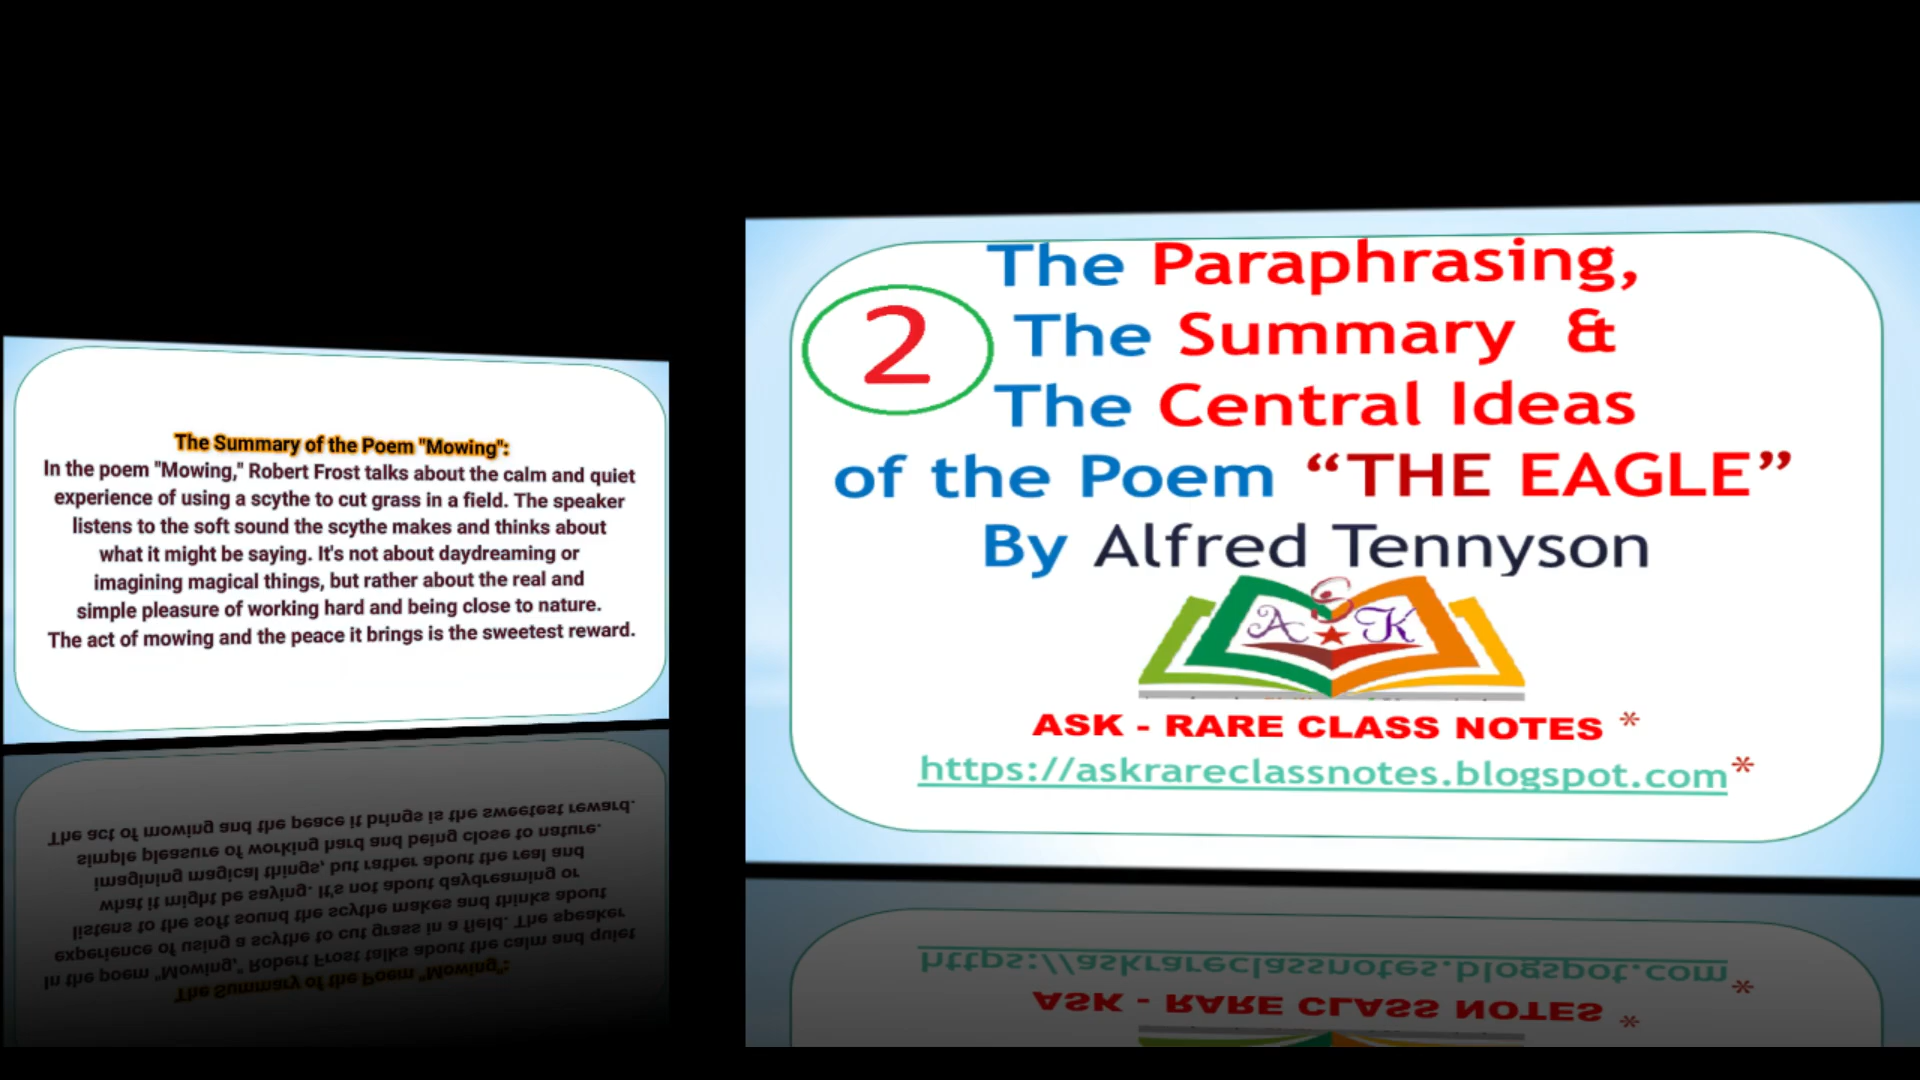 The Summary of the Poem "Mowing":
In the poem "Mowing," Robert Frost talks about the calm and quiet
experience of using a scythe to cut grass in a field. The speaker
listens to the soft sound the scythe makes and thinks about
what it might be saying. It's not about daydreaming or
imagining magical things, but rather about the real and
simple pleasure of working hard and being close to nature.
The act of mowing and the peace it brings is the sweetest reward.
2
The Paraphrasing,
The Summary &
The Central Ideas
of the Poem “THE EAGLE”
By Alfred Tennyson
A S K
ASK - RARE CLASS NOTES *
https://askrareclassnotes.blogspot.com*